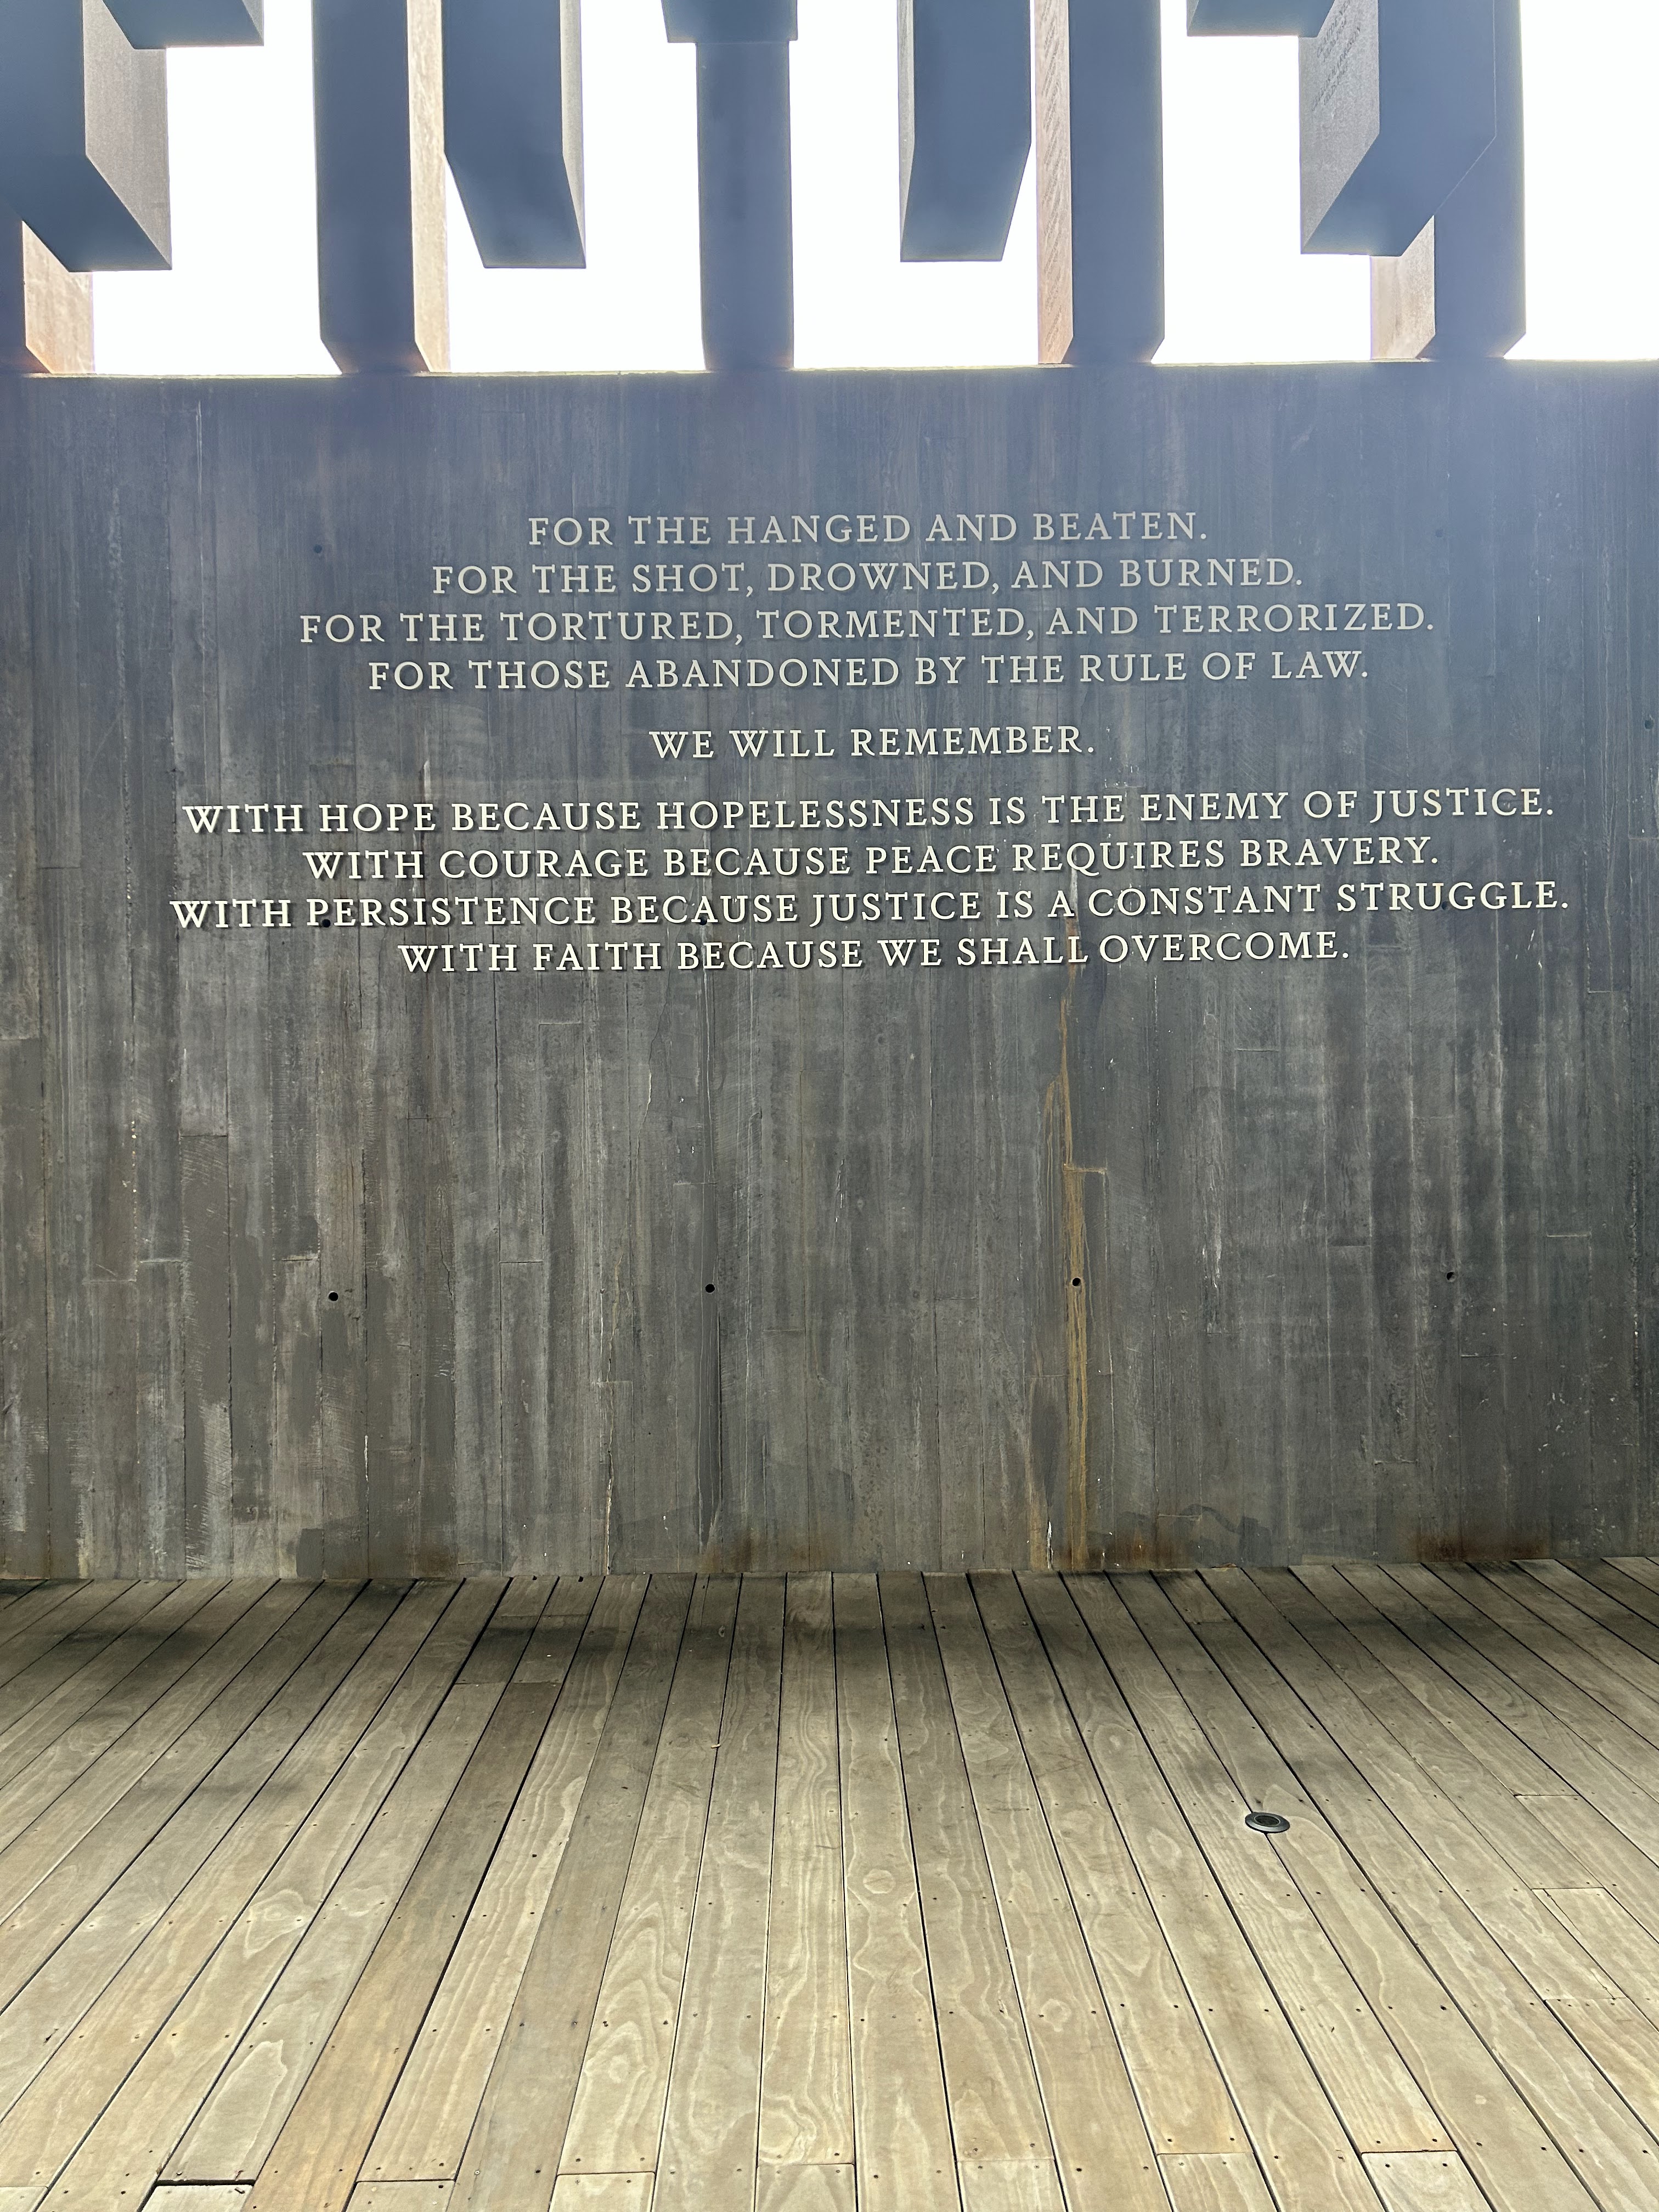 FOR THE HANGED AND BEATEN.
FOR THE SHOT, DROWNED, AND BURNED.
FOR THE TORTURED, TORMENTED, AND TERRORIZED.
FOR THOSE ABANDONED BY THE RULE OF LAW.
WE WILL REMEMBER.
WITH HOPE BECAUSE HOPELESSNESS IS THE ENEMY OF JUSTICE.
WITH COURAGE BECAUSE PEACE REQUIRES BRAVERY.
WITH PERSISTENCE BECAUSE JUSTICE IS A CONSTANT STRUGGLE.
WITH FAITH BECAUSE WE SHALL OVERCOME.